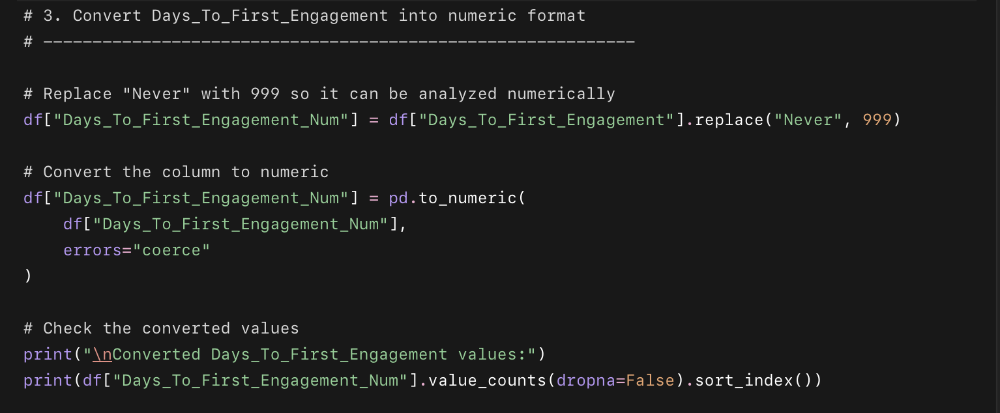 # 3. Convert Days_To_First_Engagement into numeric format
# ————————————————————————————————————————————————————————————
# Replace "Never" with 999 so it can be analyzed numerically
df["Days_To_First_Engagement_Num"] = df["Days_To_First_Engagement"].replace("Never", 999)
# Convert the column to numeric
df["Days_To_First_Engagement_Num"] = pd.to_numeric(
    df["Days_To_First_Engagement_Num"],
    errors="coerce"
)
# Check the converted values
print("\nConverted Days_To_First_Engagement values:")
print(df["Days_To_First_Engagement_Num"].value_counts(dropna=False).sort_index())